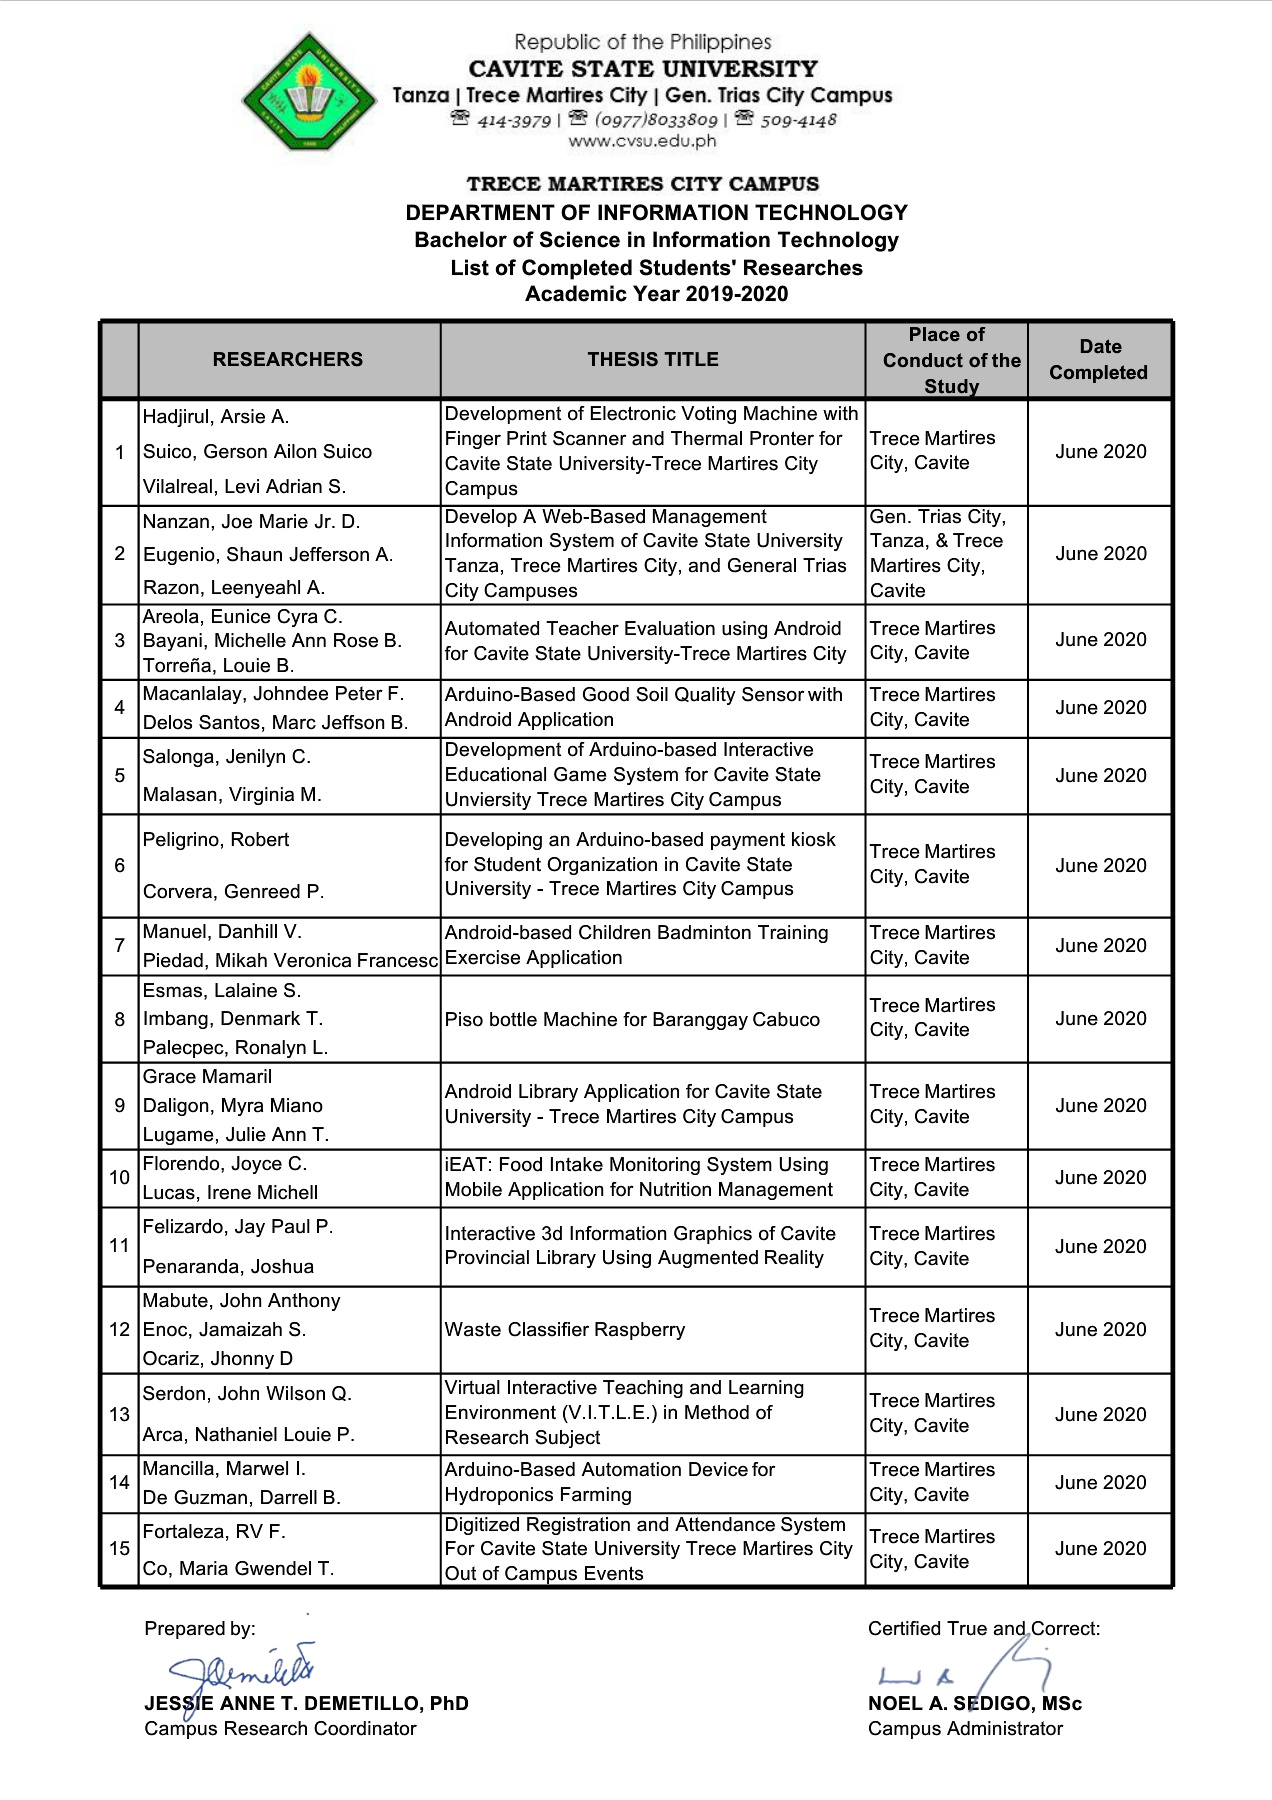 Republic of the Philippines
CAVITE STATE UNIVERSITY
Tanza | Trece Martires City | Gen. Trias City Campus
☏ 414-3979 | ☏ (0977)8033809 | ☏ 509-4148
www.cvsu.edu.ph
TRECE MARTIRES CITY CAMPUS
DEPARTMENT OF INFORMATION TECHNOLOGY
Bachelor of Science in Information Technology
List of Completed Students' Researches
Academic Year 2019-2020
RESEARCHERS
THESIS TITLE
Place of
Conduct of the
Study
Date
Completed
1
Hadjirul, Arsie A.
Suico, Gerson Ailon Suico
Vilalreal, Levi Adrian S.
Development of Electronic Voting Machine with
Finger Print Scanner and Thermal Pronter for
Cavite State University-Trece Martires City
Campus
Trece Martires
City, Cavite
June 2020
2
Nanzan, Joe Marie Jr. D.
Eugenio, Shaun Jefferson A.
Razon, Leenyeahl A.
Develop A Web-Based Management
Information System of Cavite State University
Tanza, Trece Martires City, and General Trias
City Campuses
Gen. Trias City,
Tanza, & Trece
Martires City,
Cavite
June 2020
3
Areola, Eunice Cyra C.
Bayani, Michelle Ann Rose B.
Torreña, Louie B.
Automated Teacher Evaluation using Android
for Cavite State University-Trece Martires City
Trece Martires
City, Cavite
June 2020
4
Macanlalay, Johndee Peter F.
Delos Santos, Marc Jeffson B.
Arduino-Based Good Soil Quality Sensor with
Android Application
Trece Martires
City, Cavite
June 2020
5
Salonga, Jenilyn C.
Malasan, Virginia M.
Development of Arduino-based Interactive
Educational Game System for Cavite State
Unviersity Trece Martires City Campus
Trece Martires
City, Cavite
June 2020
6
Peligrino, Robert
Corvera, Genreed P.
Developing an Arduino-based payment kiosk
for Student Organization in Cavite State
University - Trece Martires City Campus
Trece Martires
City, Cavite
June 2020
7
Manuel, Danhill V.
Piedad, Mikah Veronica Francesc
Android-based Children Badminton Training
Exercise Application
Trece Martires
City, Cavite
June 2020
8
Esmas, Lalaine S.
Imbang, Denmark T.
Palecpec, Ronalyn L.
Piso bottle Machine for Baranggay Cabuco
Trece Martires
City, Cavite
June 2020
9
Grace Mamaril
Daligon, Myra Miano
Lugame, Julie Ann T.
Android Library Application for Cavite State
University - Trece Martires City Campus
Trece Martires
City, Cavite
June 2020
10
Florendo, Joyce C.
Lucas, Irene Michell
iEAT: Food Intake Monitoring System Using
Mobile Application for Nutrition Management
Trece Martires
City, Cavite
June 2020
11
Felizardo, Jay Paul P.
Penaranda, Joshua
Interactive 3d Information Graphics of Cavite
Provincial Library Using Augmented Reality
Trece Martires
City, Cavite
June 2020
12
Mabute, John Anthony
Enoc, Jamaizah S.
Ocariz, Jhonny D
Waste Classifier Raspberry
Trece Martires
City, Cavite
June 2020
13
Serdon, John Wilson Q.
Arca, Nathaniel Louie P.
Virtual Interactive Teaching and Learning
Environment (V.I.T.L.E.) in Method of
Research Subject
Trece Martires
City, Cavite
June 2020
14
Mancilla, Marwel I.
De Guzman, Darrell B.
Arduino-Based Automation Device for
Hydroponics Farming
Trece Martires
City, Cavite
June 2020
15
Fortaleza, RV F.
Co, Maria Gwendel T.
Digitized Registration and Attendance System
For Cavite State University Trece Martires City
Out of Campus Events
Trece Martires
City, Cavite
June 2020
Prepared by:
JESSIE ANNE T. DEMETILLO, PhD
Campus Research Coordinator
Certified True and Correct:
NOEL A. SEDIGO, MSc
Campus Administrator